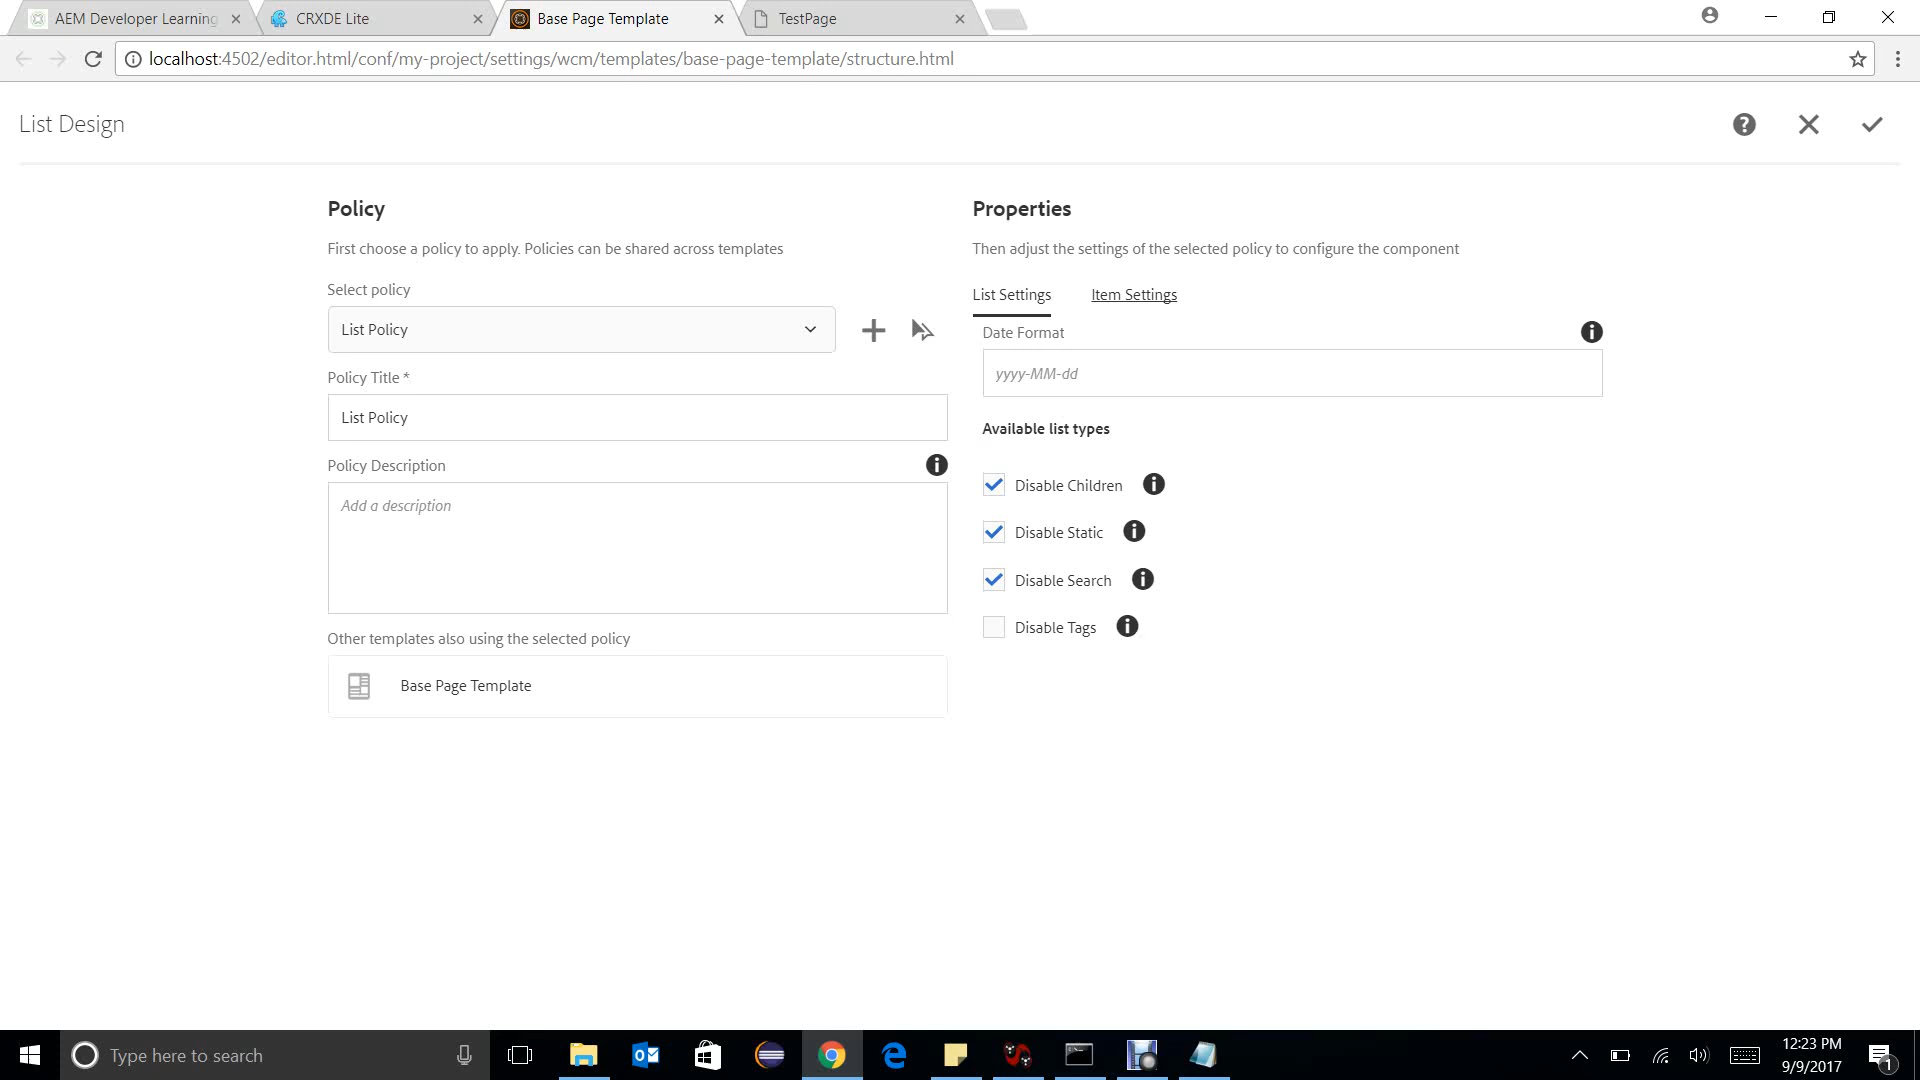 AEM Developer Learning
CRXDE Lite
Base Page Template
TestPage
localhost:4502/editor.html/conf/my-project/settings/wcm/templates/base-page-template/structure.html
List Design
Policy
First choose a policy to apply. Policies can be shared across templates
Select policy
List Policy
Policy Title *
List Policy
Policy Description
Add a description
Other templates also using the selected policy
Base Page Template
Properties
Then adjust the settings of the selected policy to configure the component
List Settings
Item Settings
Date Format
yyyy-MM-dd
Available list types
Disable Children
Disable Static
Disable Search
Disable Tags
Type here to search
12:23 PM
9/9/2017
1